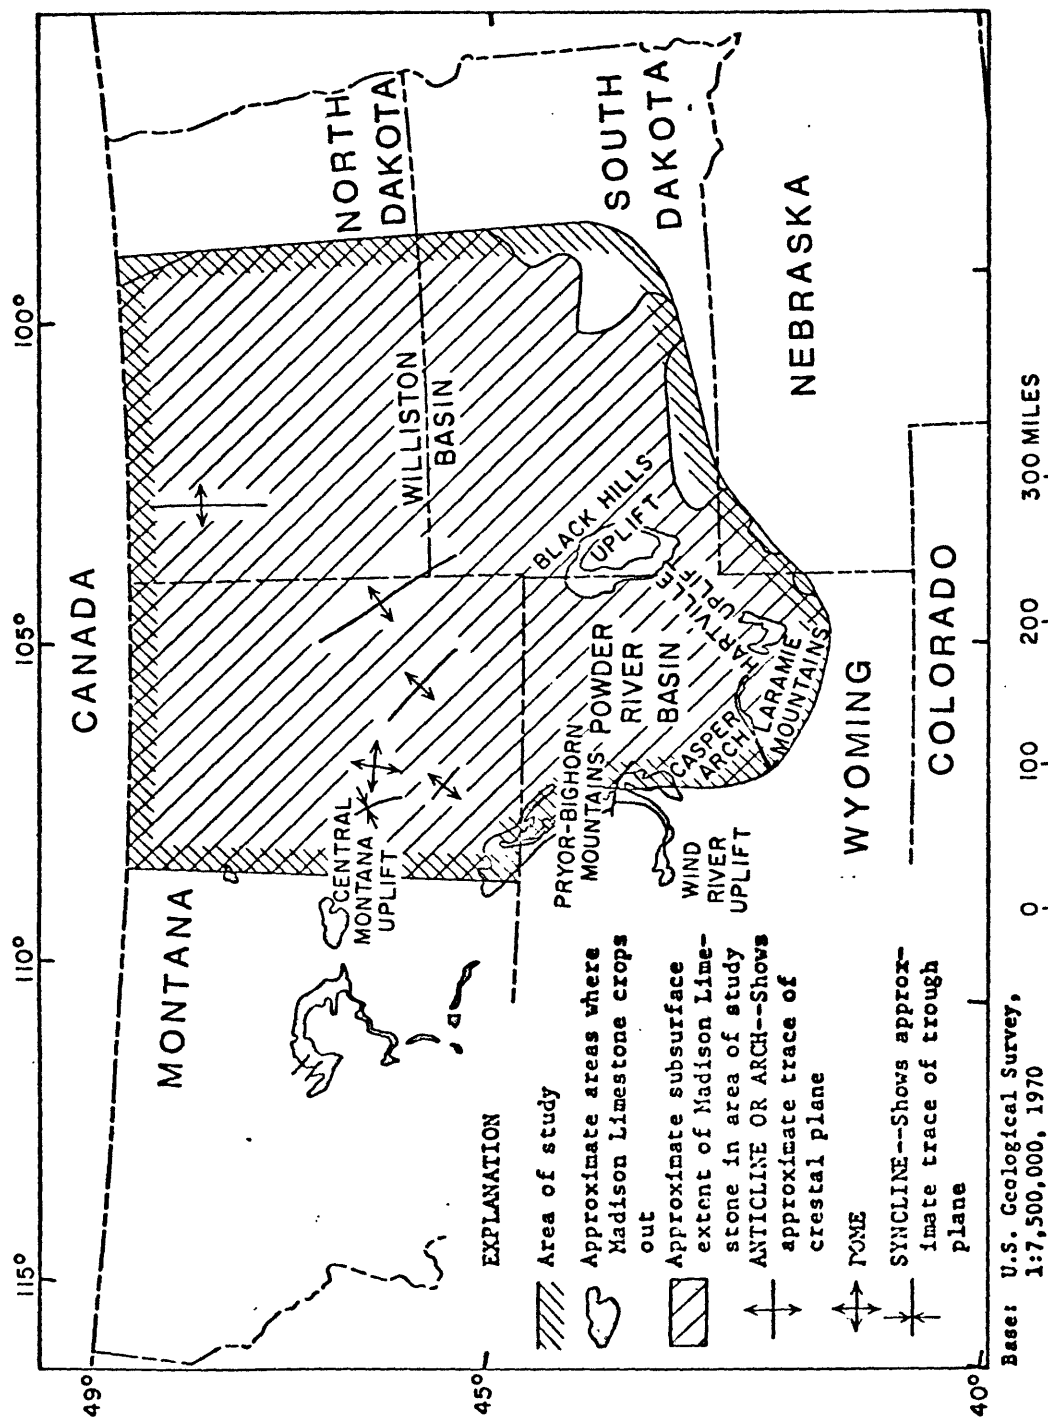 115°
110°
105°
100°
49°
45°
40°
CANADA
MONTANA
NORTH
DAKOTA
SOUTH
DAKOTA
NEBRASKA
WYOMING
COLORADO
WILLISTON
BASIN
CENTRAL
MONTANA
UPLIFT
BLACK HILLS
UPLIFT
PRYOR-BIGHORN
MOUNTAINS
POWDER
RIVER
BASIN
HARTVILLE
UPLIFT
CASPER
ARCH
LARAMIE
MOUNTAINS
WIND
RIVER
UPLIFT
EXPLANATION
Area of study
Approximate areas where
Madison Limestone crops
out
Approximate subsurface
extent of Madison Lime-
stone in area of study
ANTICLINE OR ARCH--Shows
approximate trace of
crestal plane
DOME
SYNCLINE--Shows approx-
imate trace of trough
plane
Base: U.S. Geological Survey,
1:7,500,000, 1970
0 100 200 300 MILES